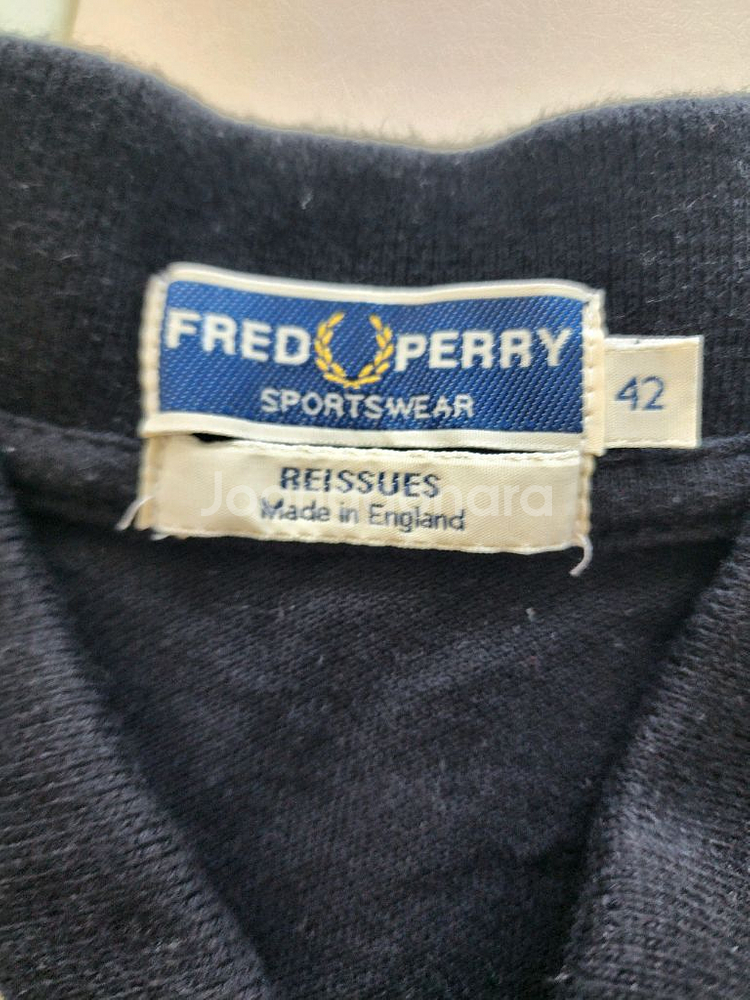 FRED PERRY
SPORTSWEAR
42
REISSUES
Made in England